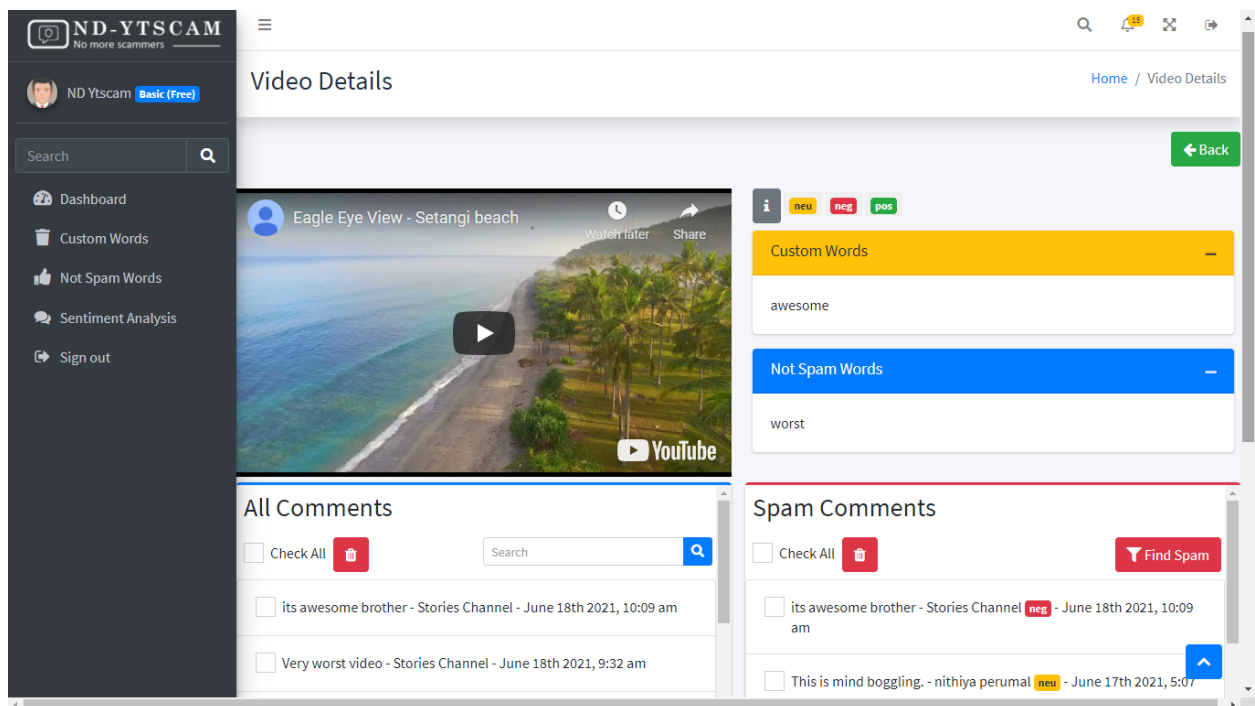 ND-YTSCAM
No more scammers
15
Video Details
Home / Video Details
ND Ytscam Basic (Free)
Search
Dashboard
Custom Words
Not Spam Words
Sentiment Analysis
Sign out
Back
Eagle Eye View - Setangi beach
Watch later
Share
YouTube
i neu neg pos
Custom Words
awesome
Not Spam Words
worst
All Comments
Check All
Search
its awesome brother - Stories Channel - June 18th 2021, 10:09 am
Very worst video - Stories Channel - June 18th 2021, 9:32 am
Spam Comments
Check All
Find Spam
its awesome brother - Stories Channel neg - June 18th 2021, 10:09
am
This is mind boggling. - nithiya perumal neu - June 17th 2021, 5:07